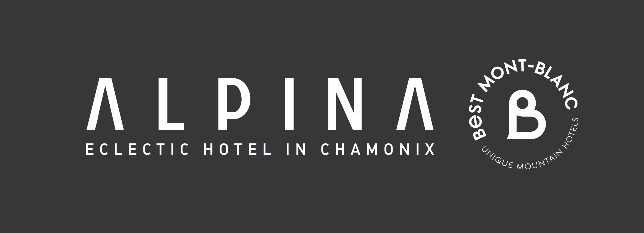 ALPINA
ECLECTIC HOTEL IN CHAMONIX
BeST MONT-BLANC
B
UNIQUE MOUNTAIN HOTELS